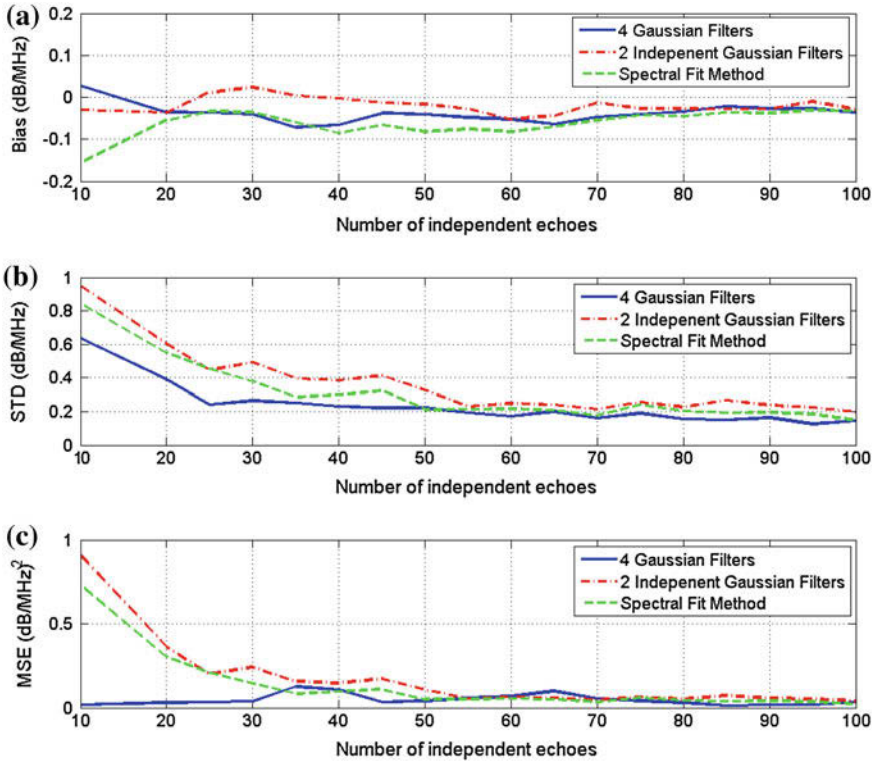 (a)
Bias (dB/MHz)
0.2
0.1
0
-0.1
-0.2
4 Gaussian Filters
2 Indepenent Gaussian Filters
Spectral Fit Method
10 20 30 40 50 60 70 80 90 100
Number of independent echoes
(b)
STD (dB/MHz)
1
0.8
0.6
0.4
0.2
0
4 Gaussian Filters
2 Indepenent Gaussian Filters
Spectral Fit Method
10 20 30 40 50 60 70 80 90 100
Number of independent echoes
(c)
MSE (dB/MHz)²
1
0.5
0
4 Gaussian Filters
2 Indepenent Gaussian Filters
Spectral Fit Method
10 20 30 40 50 60 70 80 90 100
Number of independent echoes